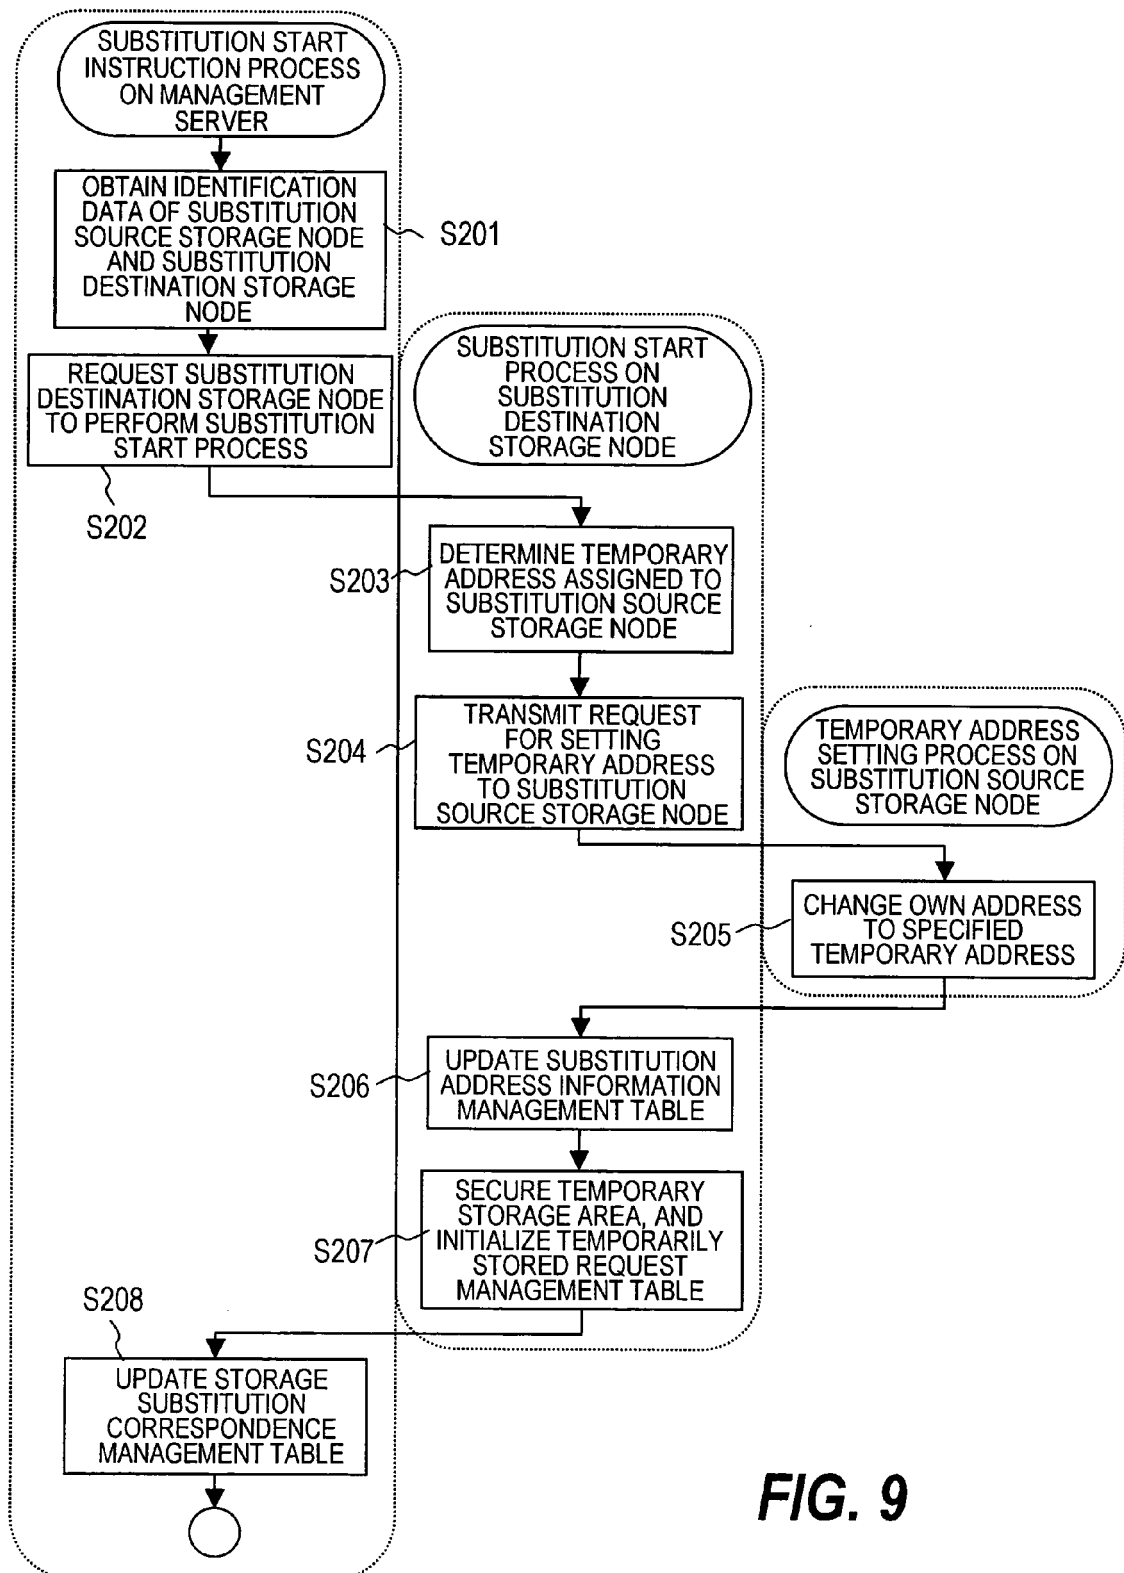 SUBSTITUTION START
INSTRUCTION PROCESS
ON MANAGEMENT
SERVER
OBTAIN IDENTIFICATION
DATA OF SUBSTITUTION
SOURCE STORAGE NODE
AND SUBSTITUTION
DESTINATION STORAGE
NODE
S201
REQUEST SUBSTITUTION
DESTINATION STORAGE NODE
TO PERFORM SUBSTITUTION
START PROCESS
S202
SUBSTITUTION START
PROCESS ON
SUBSTITUTION
DESTINATION
STORAGE NODE
S203
DETERMINE TEMPORARY
ADDRESS ASSIGNED TO
SUBSTITUTION SOURCE
STORAGE NODE
S204
TRANSMIT REQUEST
FOR SETTING
TEMPORARY ADDRESS
TO SUBSTITUTION
SOURCE STORAGE NODE
TEMPORARY ADDRESS
SETTING PROCESS ON
SUBSTITUTION SOURCE
STORAGE NODE
S205
CHANGE OWN ADDRESS
TO SPECIFIED
TEMPORARY ADDRESS
S206
UPDATE SUBSTITUTION
ADDRESS INFORMATION
MANAGEMENT TABLE
S207
SECURE TEMPORARY
STORAGE AREA, AND
INITIALIZE TEMPORARILY
STORED REQUEST
MANAGEMENT TABLE
S208
UPDATE STORAGE
SUBSTITUTION
CORRESPONDENCE
MANAGEMENT TABLE
FIG. 9